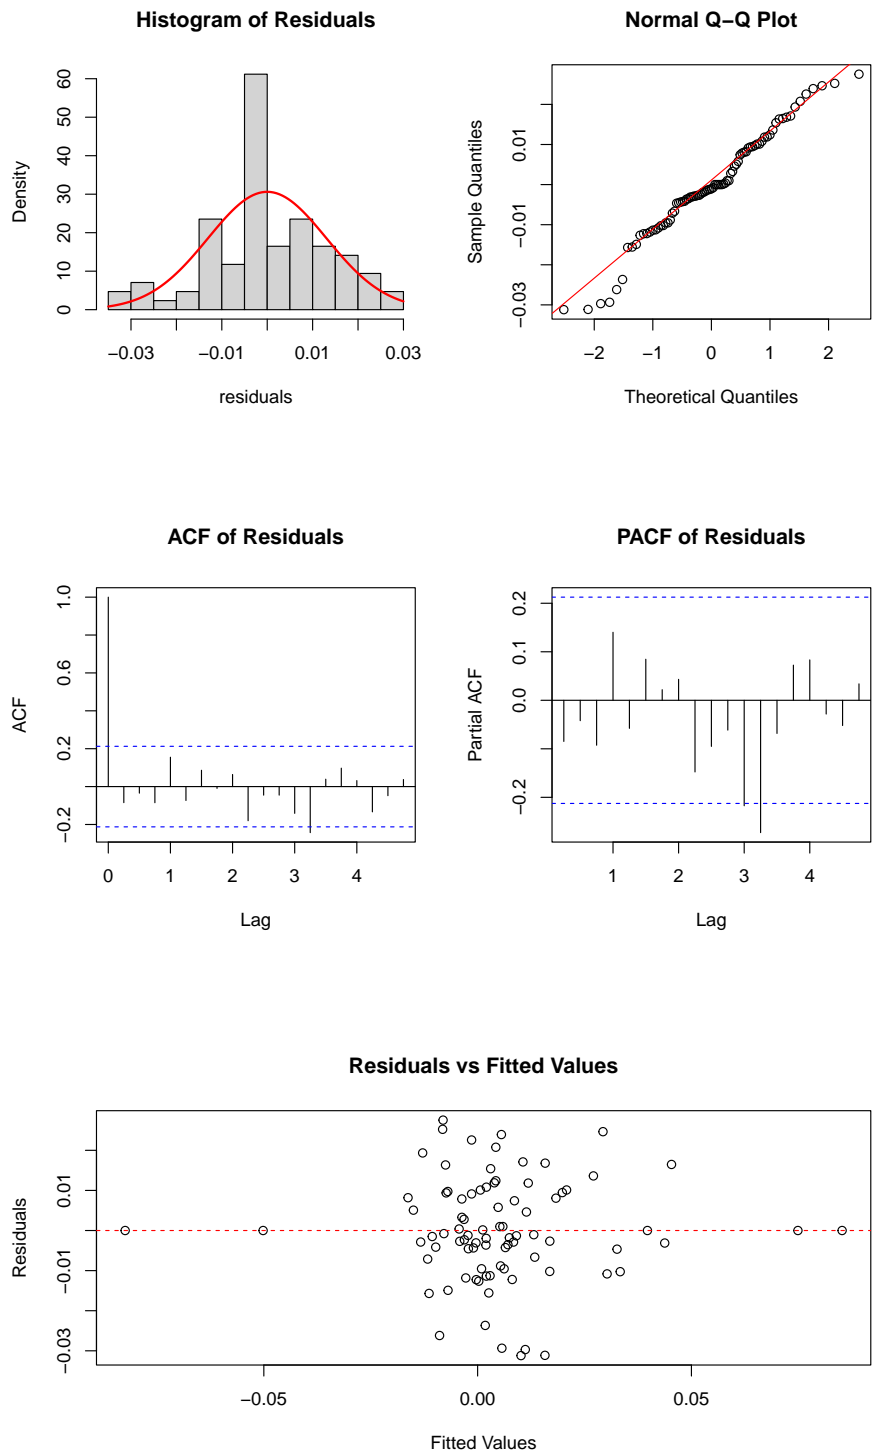 Histogram of Residuals
Density
0 10 20 30 40 50 60
−0.03 −0.01 0.01 0.03
residuals
Normal Q−Q Plot
Sample Quantiles
−0.03 −0.01 0.01
−2 −1 0 1 2
Theoretical Quantiles
ACF of Residuals
ACF
−0.2 0.2 0.6 1.0
0 1 2 3 4
Lag
PACF of Residuals
Partial ACF
−0.2 0.0 0.1 0.2
1 2 3 4
Lag
Residuals vs Fitted Values
Residuals
−0.03 −0.01 0.01
−0.05 0.00 0.05
Fitted Values